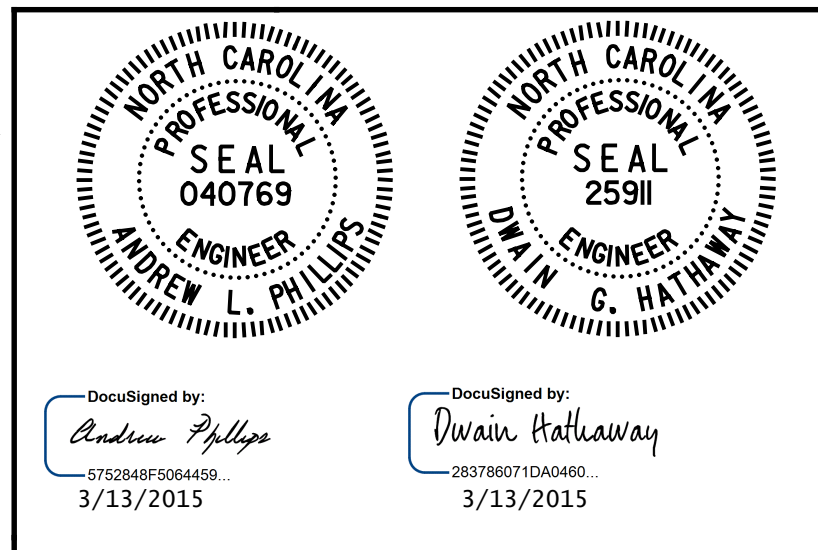 NORTH CAROLINA
PROFESSIONAL
SEAL
040769
ENGINEER
ANDREW L. PHILLIPS
NORTH CAROLINA
PROFESSIONAL
SEAL
25911
ENGINEER
DWAIN G. HATHAWAY
DocuSigned by:
Andrew Phillips
5752848F5064459...
3/13/2015
DocuSigned by:
Dwain Hathaway
283786071DA0460...
3/13/2015